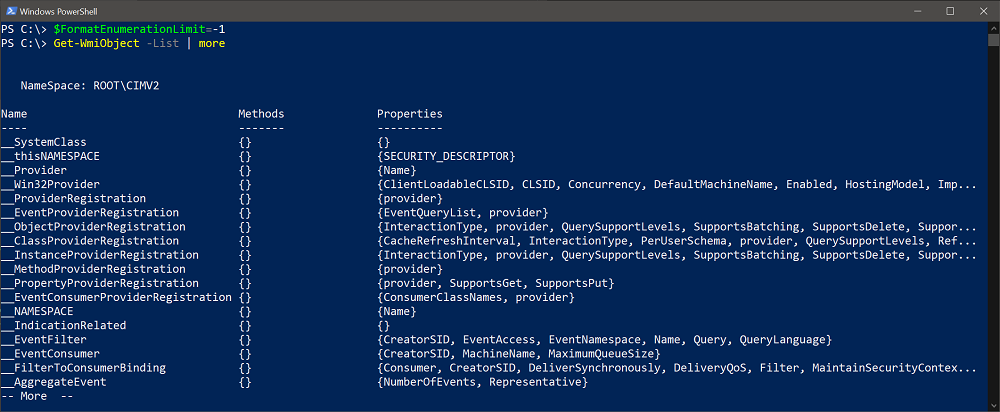 Windows PowerShell
PS C:\> $FormatEnumerationLimit=-1
PS C:\> Get-WmiObject -List | more
NameSpace: ROOT\CIMV2
Name Methods Properties
---- ------- ----------
__SystemClass {} {}
__thisNAMESPACE {} {SECURITY_DESCRIPTOR}
__Provider {} {Name}
__Win32Provider {} {ClientLoadableCLSID, CLSID, Concurrency, DefaultMachineName, Enabled, HostingModel, Imp...
__ProviderRegistration {} {provider}
__EventProviderRegistration {} {EventQueryList, provider}
__ObjectProviderRegistration {} {InteractionType, provider, QuerySupportLevels, SupportsBatching, SupportsDelete, Suppor...
__ClassProviderRegistration {} {CacheRefreshInterval, InteractionType, PerUserSchema, provider, QuerySupportLevels, Ref...
__InstanceProviderRegistration {} {InteractionType, provider, QuerySupportLevels, SupportsBatching, SupportsDelete, Suppor...
__MethodProviderRegistration {} {provider}
__PropertyProviderRegistration {} {provider, SupportsGet, SupportsPut}
__EventConsumerProviderRegistration {} {ConsumerClassNames, provider}
__NAMESPACE {} {Name}
__IndicationRelated {} {}
__EventFilter {} {CreatorSID, EventAccess, EventNamespace, Name, Query, QueryLanguage}
__EventConsumer {} {CreatorSID, MachineName, MaximumQueueSize}
__FilterToConsumerBinding {} {Consumer, CreatorSID, DeliverSynchronously, DeliveryQoS, Filter, MaintainSecurityContex...
__AggregateEvent {} {NumberOfEvents, Representative}
-- More --